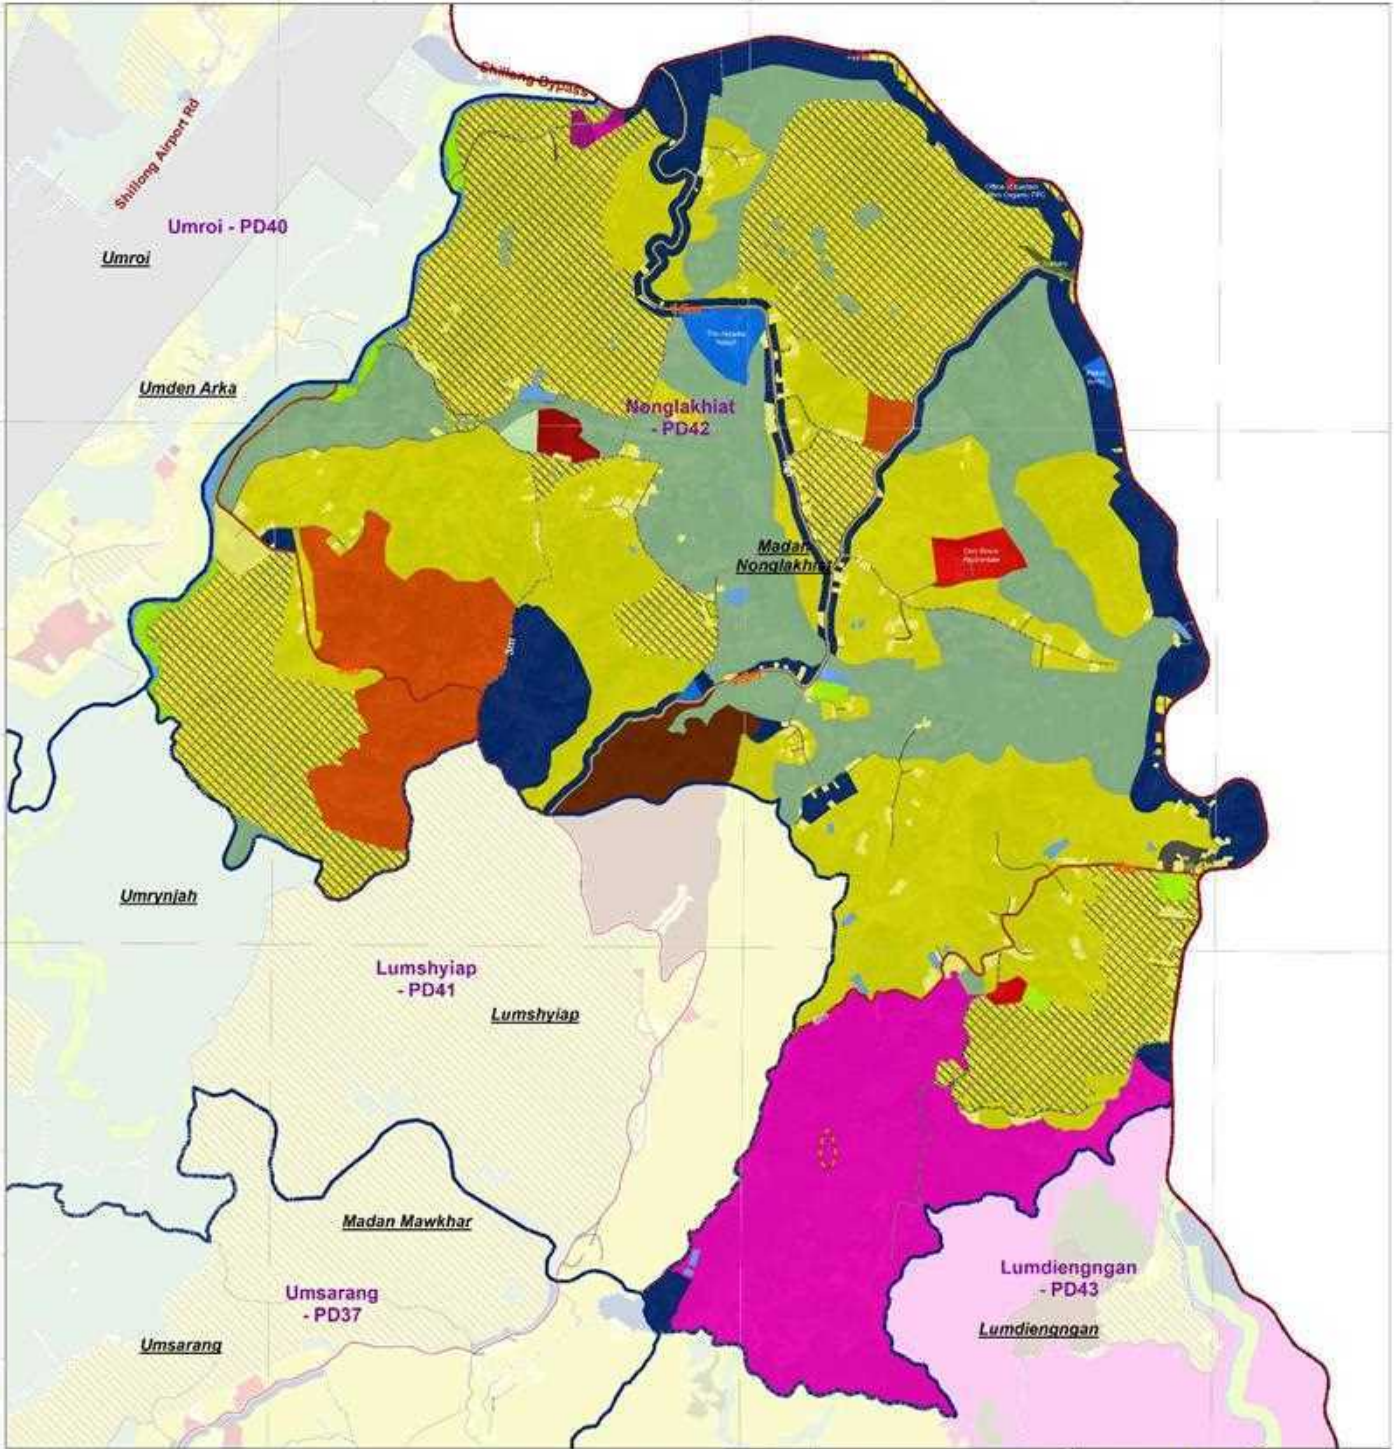 Shillong Bypass
Shillong Airport Rd
Umroi - PD40
Umroi
Umden Arka
Nonglakhiat
- PD42
Madan
3m
Umrynjah
Lumshyiap
- PD41
Lumshyiap
Madan Mawkhar
Umsarang
- PD37
Umsarang
Lumdiengngan
- PD43
Lumdiengngan